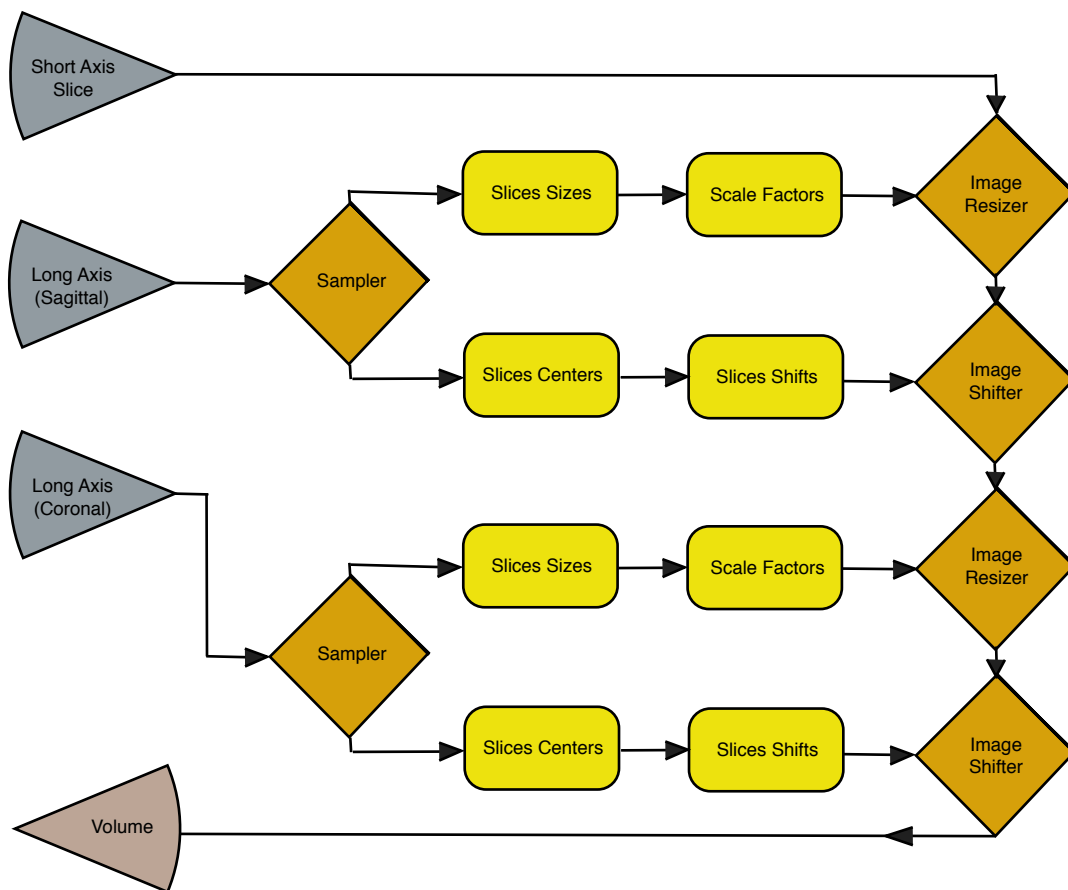 Short Axis
Slice
Slices Sizes
Scale Factors
Image
Resizer
Long Axis
(Sagittal)
Sampler
Slices Centers
Slices Shifts
Image
Shifter
Long Axis
(Coronal)
Slices Sizes
Scale Factors
Image
Resizer
Sampler
Slices Centers
Slices Shifts
Image
Shifter
Volume